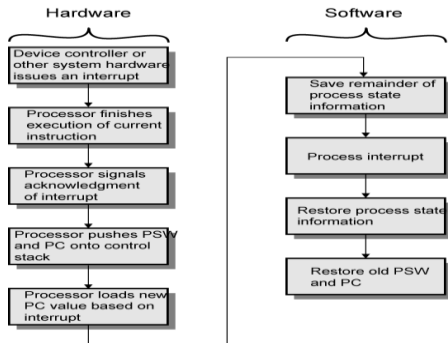 Hardware
Device controller or
other system hardware
issues an interrupt
Processor finishes
execution of current
instruction
Processor signals
acknowledgment
of interrupt
Processor pushes PSW
and PC onto control
stack
Processor loads new
PC value based on
interrupt
Software
Save remainder of
process state
information
Process interrupt
Restore process state
information
Restore old PSW
and PC